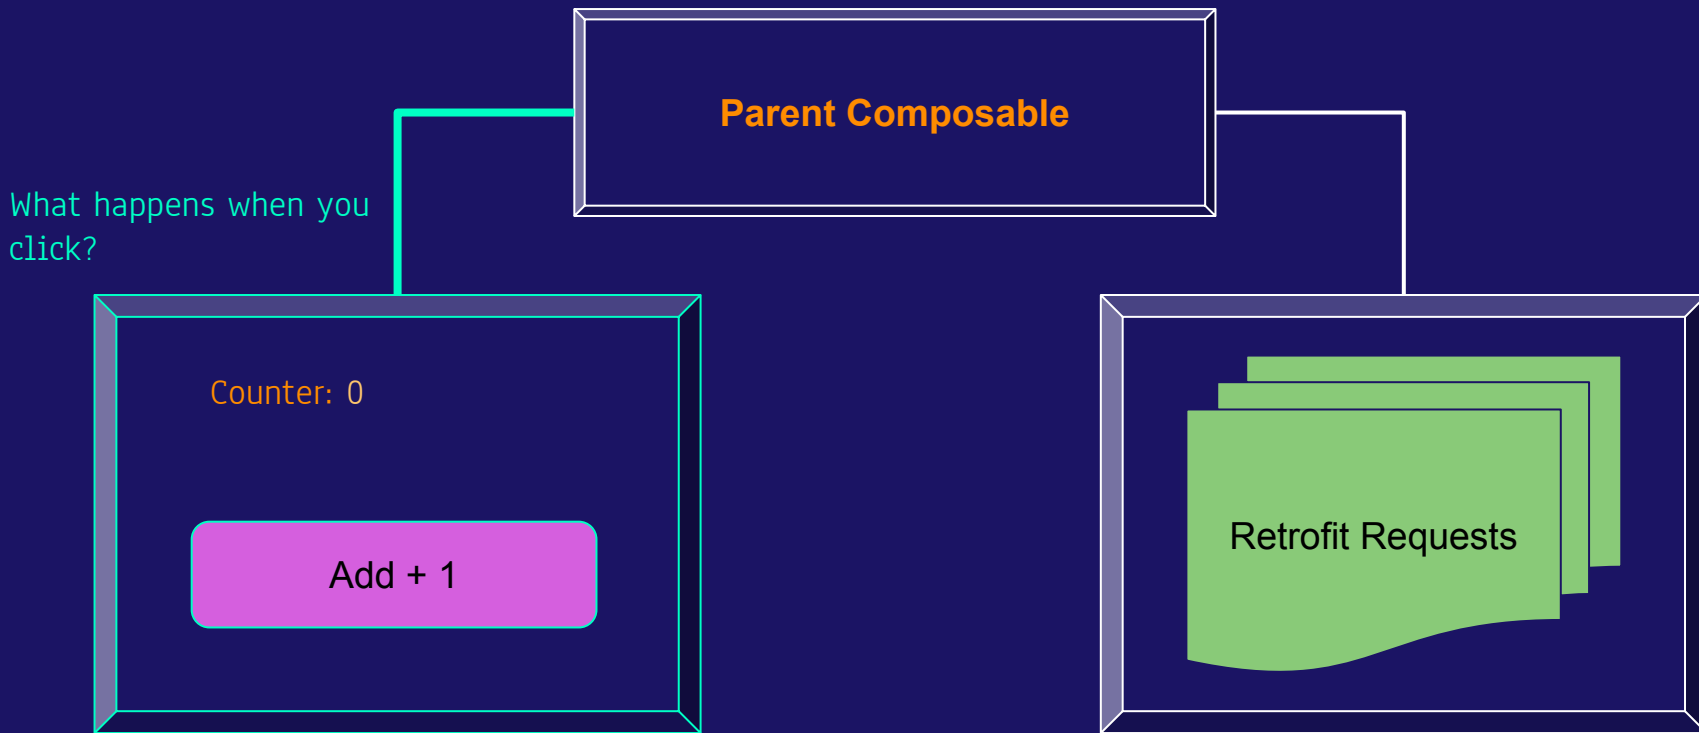 Parent Composable
What happens when you
click?
Counter: 0
Add + 1
Retrofit Requests